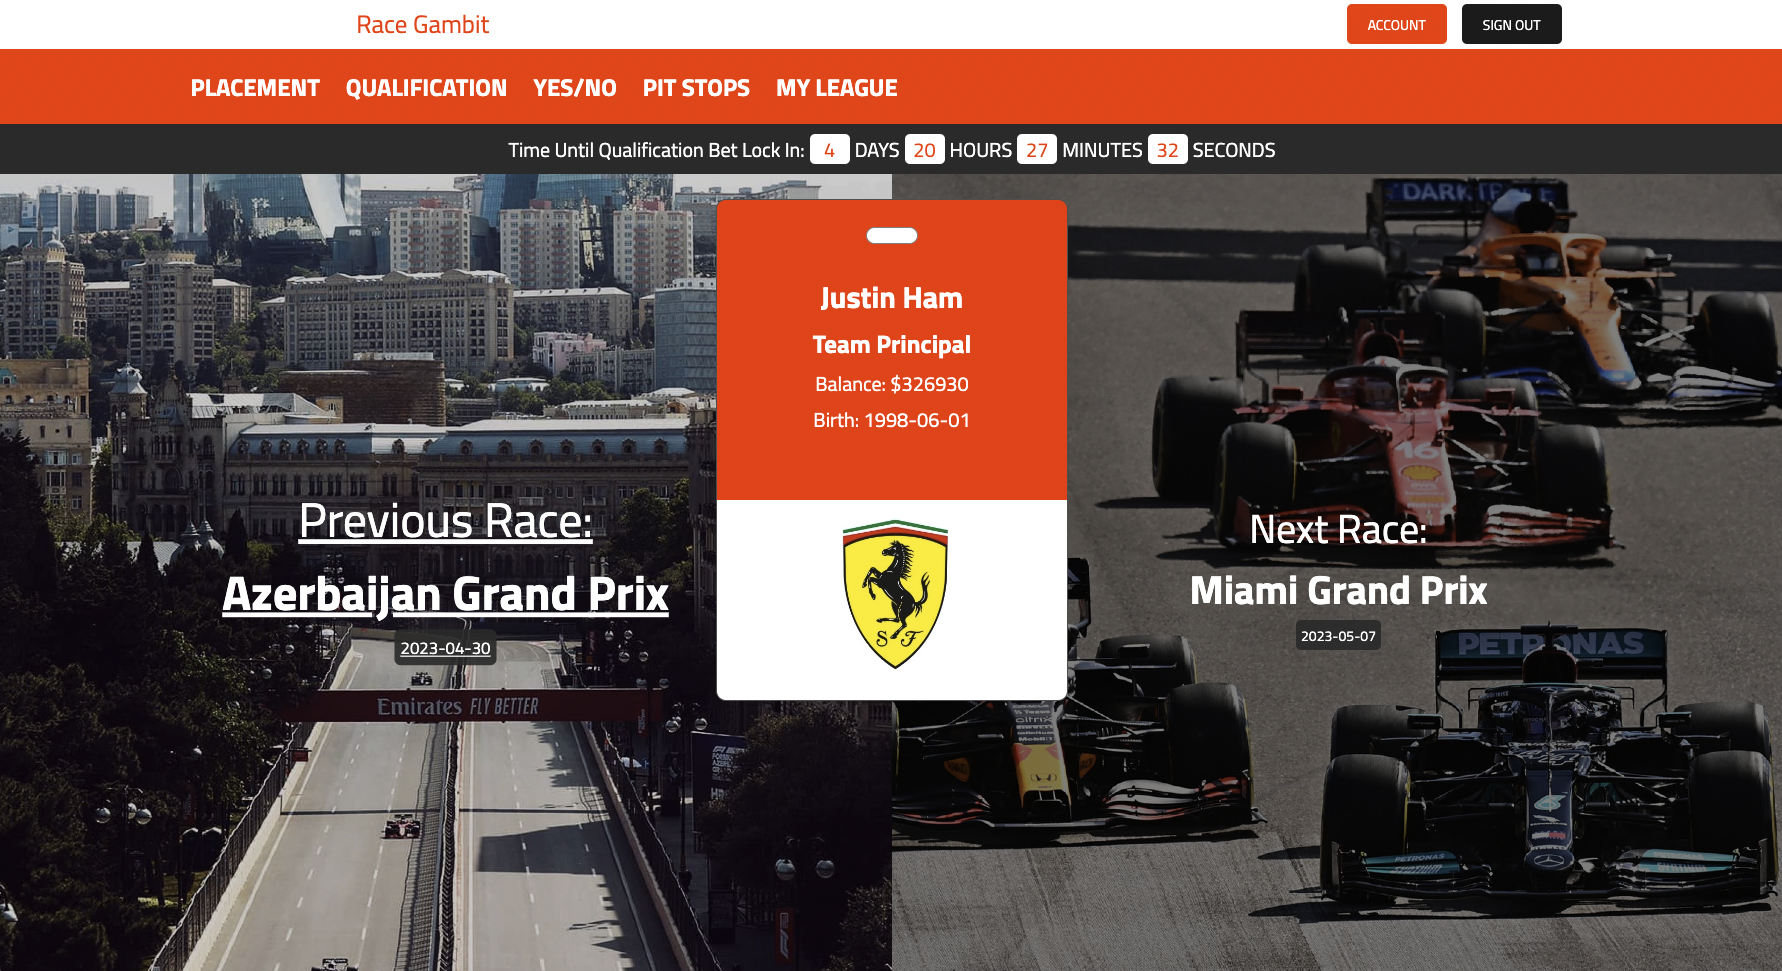 Race Gambit
ACCOUNT
SIGN OUT
PLACEMENT QUALIFICATION YES/NO PIT STOPS MY LEAGUE
Time Until Qualification Bet Lock In: 4 DAYS 20 HOURS 27 MINUTES 32 SECONDS
Justin Ham
Team Principal
Balance: $326930
Birth: 1998-06-01
S F
Previous Race:
Azerbaijan Grand Prix
2023-04-30
Emirates FLY BETTER
Next Race:
Miami Grand Prix
2023-05-07
DARKTRACE
16
PETRONAS
PETRONAS